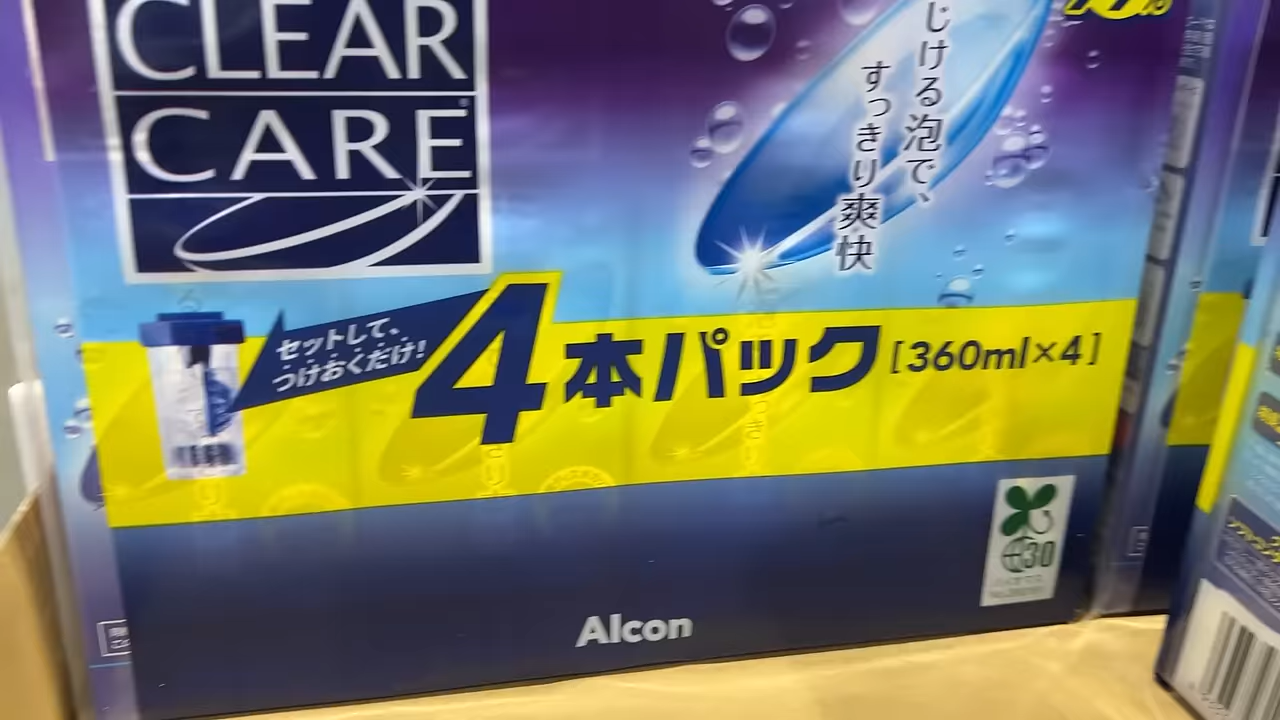 CLEAR
CARE
じける泡で、
すっきり爽快
セットして、
つけおくだけ!
4本パック[360ml×4]
30
Alcon